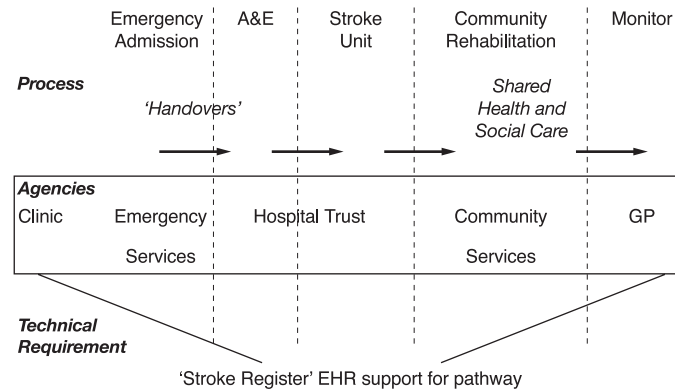 Emergency Admission
A&E
Stroke Unit
Community Rehabilitation
Monitor
Process
'Handovers'
Shared Health and Social Care
Agencies
Clinic
Emergency Services
Hospital Trust
Community Services
GP
Technical Requirement
'Stroke Register' EHR support for pathway